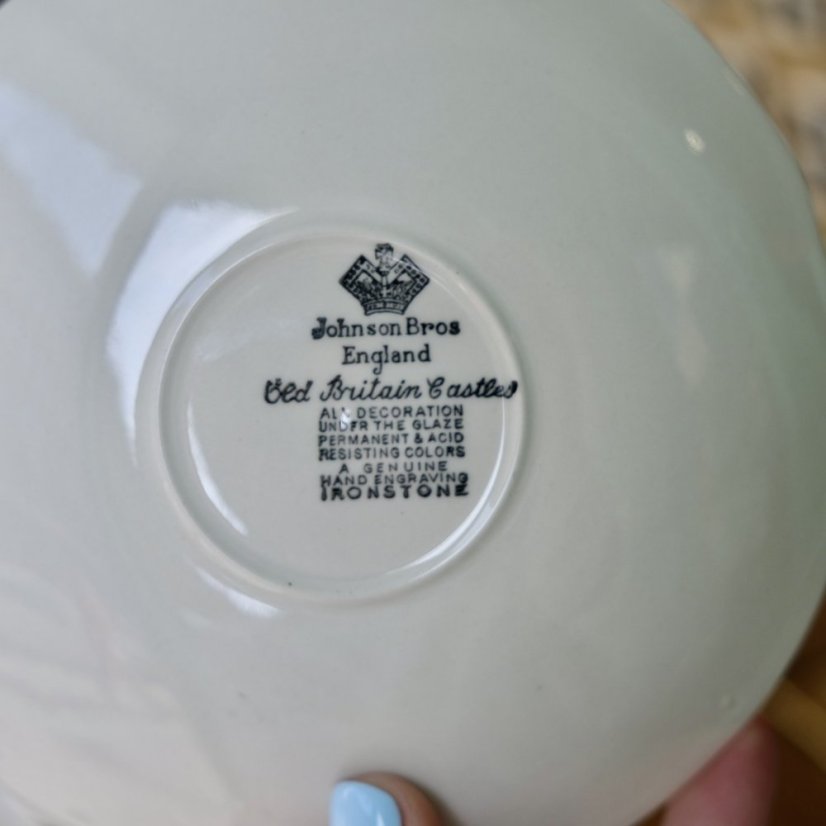 Johnson Bros
England
Old Britain Castles
ALL DECORATION
UNDER THE GLAZE
PERMANENT & ACID
RESISTING COLORS
A GENUINE
HAND ENGRAVING
IRONSTONE